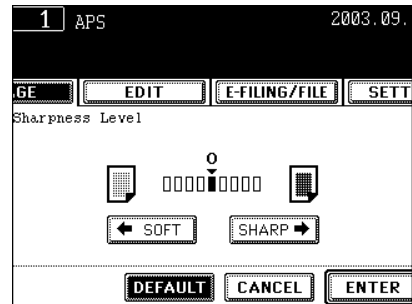 1 APS 2003.09.
GE EDIT E-FILING/FILE SETT
Sharpness Level
0
SOFT SHARP
DEFAULT CANCEL ENTER